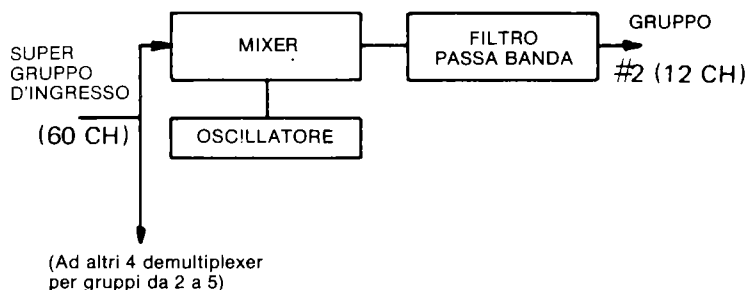 SUPER
GRUPPO
D'INGRESSO
(60 CH)
MIXER
OSCILLATORE
FILTRO
PASSA BANDA
GRUPPO
#2 (12 CH)
(Ad altri 4 demultiplexer
per gruppi da 2 a 5)